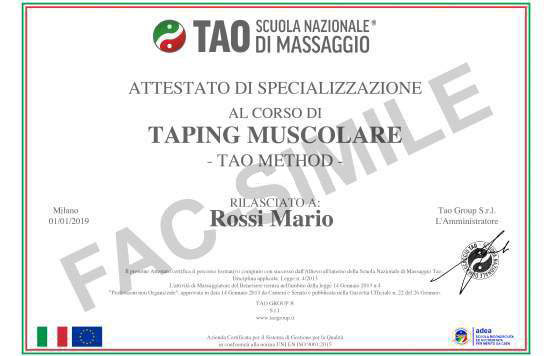 TAO SCUOLA NAZIONALE®
DI MASSAGGIO
ATTESTATO DI SPECIALIZZAZIONE
AL CORSO DI
TAPING MUSCOLARE
- TAO METHOD -
FAC-SIMILE
RILASCIATO A:
Rossi Mario
Milano
01/01/2019
Tao Group S.r.l.
L'Amministratore
TAO
Il presente Attestato certifica il percorso formativo compiuto con successo dall'Allievo all'interno della Scuola Nazionale di Massaggio Tao
Disciplina applicata: Legge n. 4/2013
L'attività di Massaggiatore del Benessere rientra nell'ambito della legge 14 gennaio 2013 n.4
"Professioni non Organizzate", approvata in data 14 Gennaio 2013 da Camera e Senato e pubblicata nella Gazzetta Ufficiale n. 22 del 26 Gennaio
TAO GROUP ®
S.r.l.
www.taogroup.it
Azienda Certificata per il Sistema di Gestione per la Qualità
in conformità alla norma UNI EN ISO 9001:2015
adea
SCUOLA RICONOSCIUTA